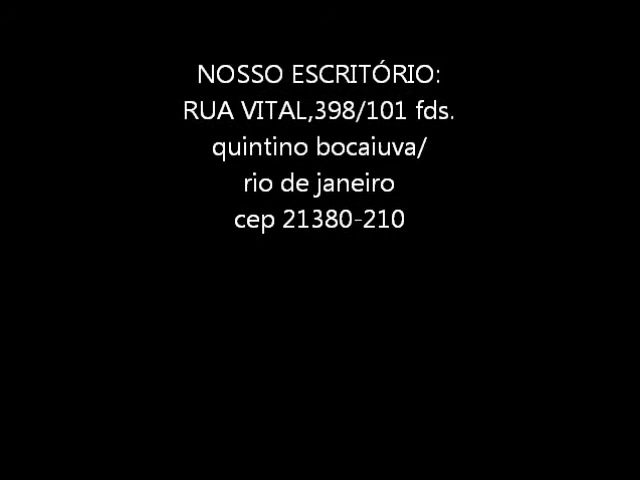 NOSSO ESCRITÓRIO:
RUA VITAL,398/101 fds.
quintino bocaiuva/
rio de janeiro
cep 21380-210